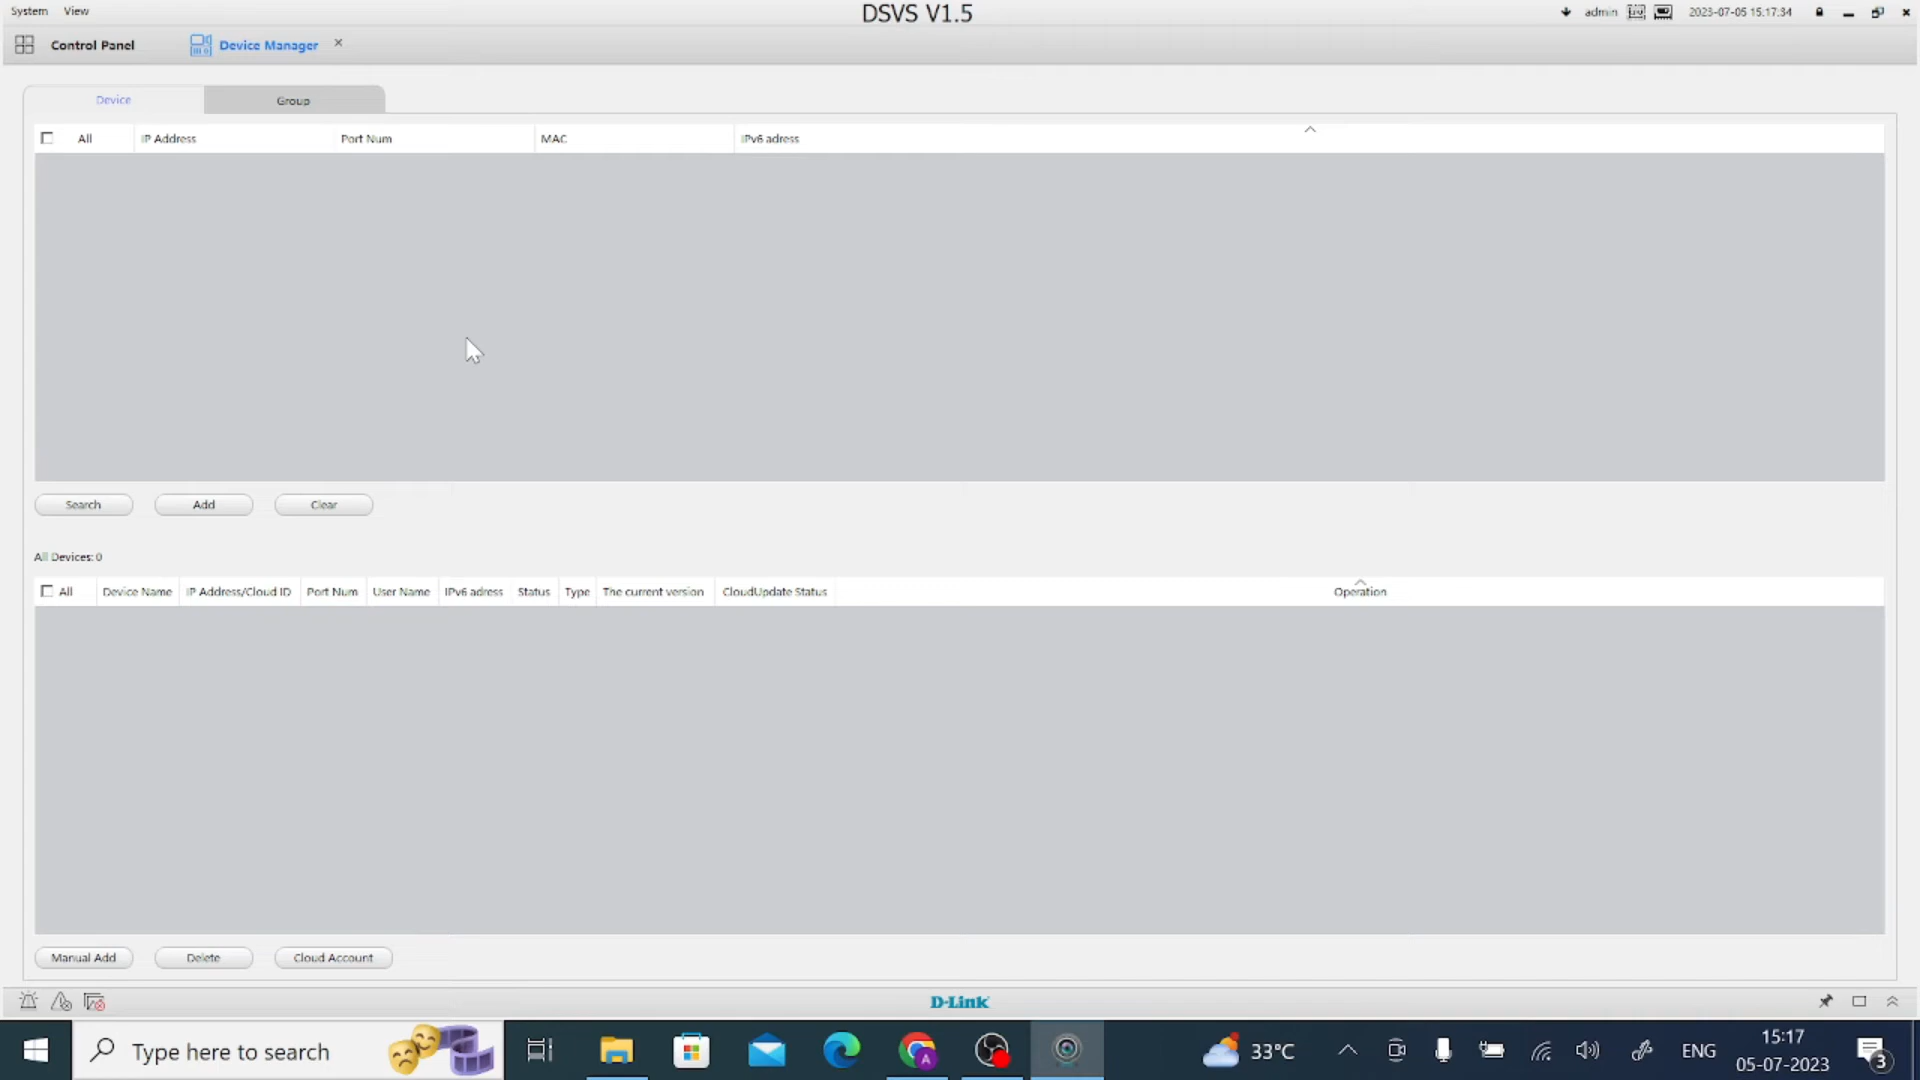 System View DSVS V1.5 admin 2023-07-05 15:17:34
Control Panel Device Manager
Device Group
All IP Address Port Num MAC IPv6 adress
Search Add Clear
All Devices: 0
All Device Name IP Address/Cloud ID Port Num User Name IPv6 adress Status Type The current version CloudUpdate Status Operation
Manual Add Delete Cloud Account
D-Link
Type here to search 33°C ENG 15:17
05-07-2023
3
A